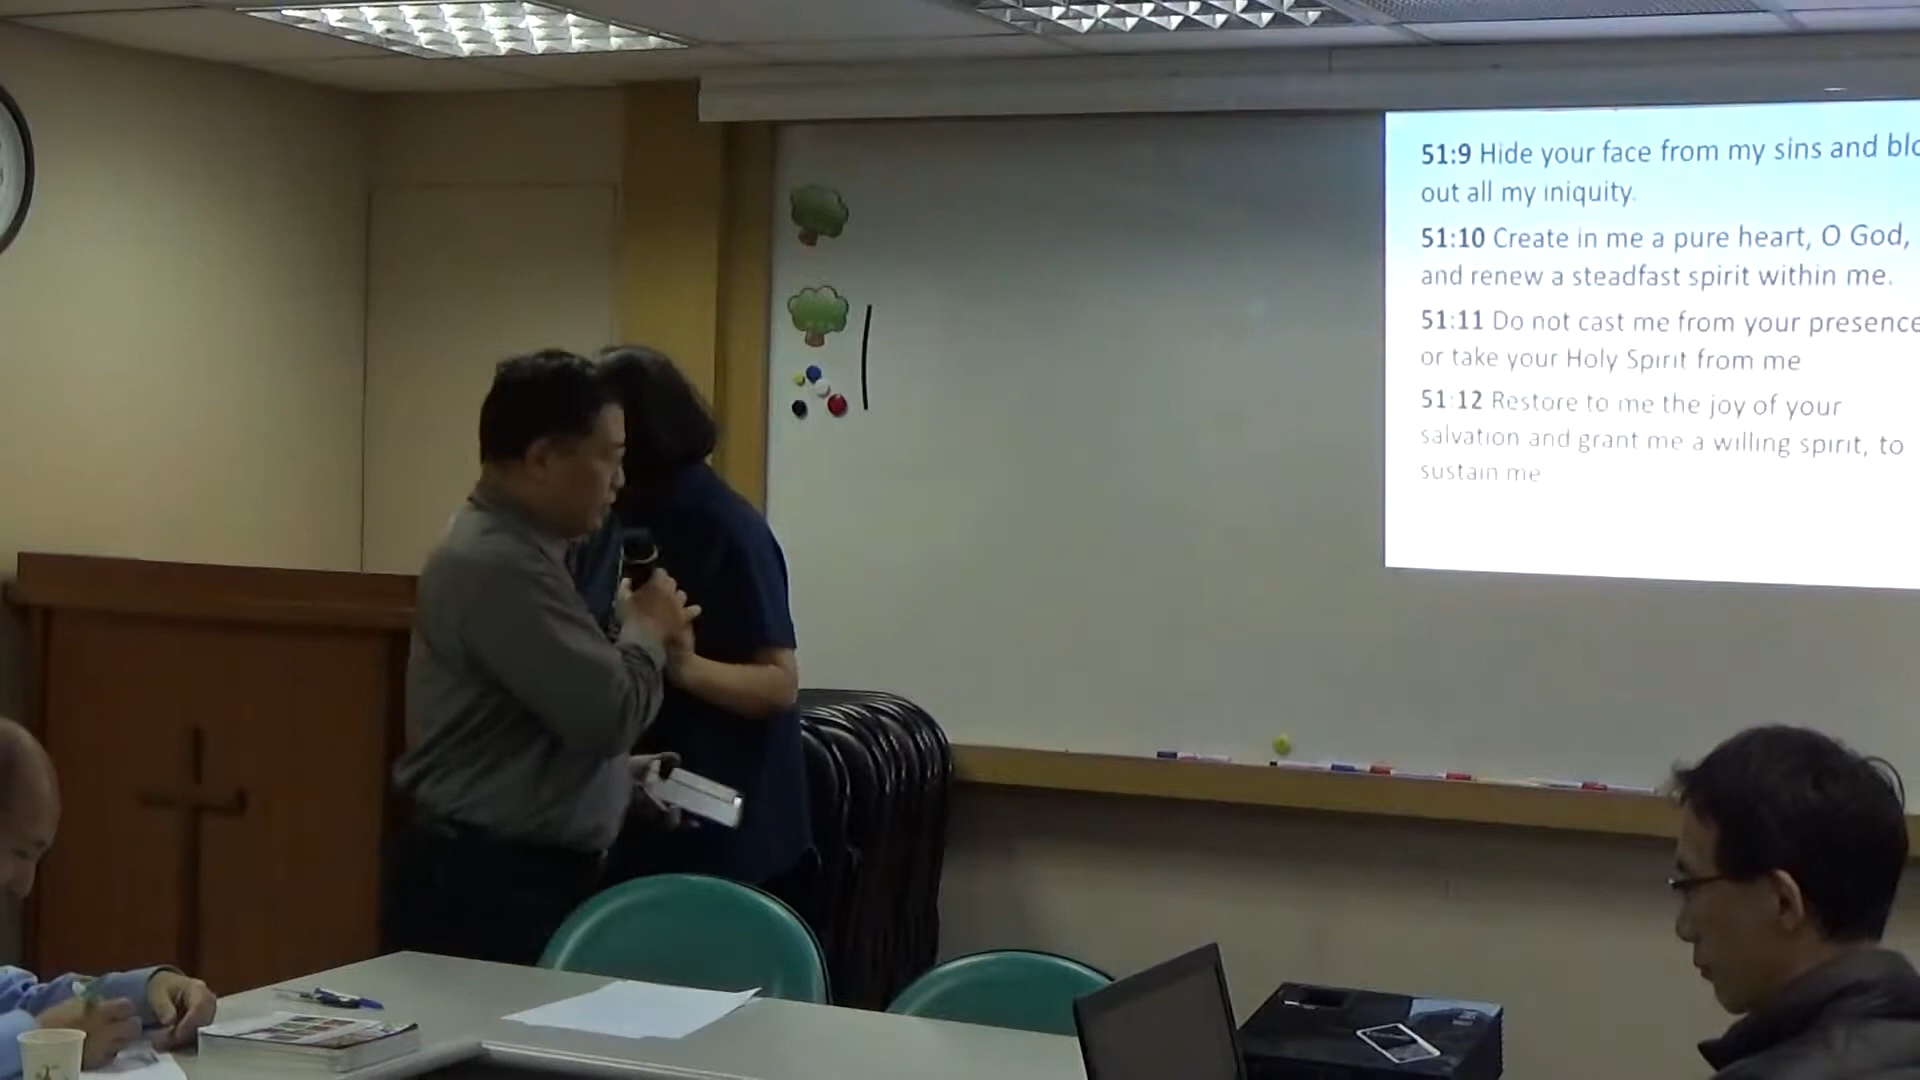 51:9 Hide your face from my sins and
out all my iniquity.
51:10 Create in me a pure heart, O God,
and renew a steadfast spirit within me.
51:11 Do not cast me from your presence
or take your Holy Spirit from me
51:12 Restore to me the joy of your
salvation and grant me a willing spirit, to
sustain me